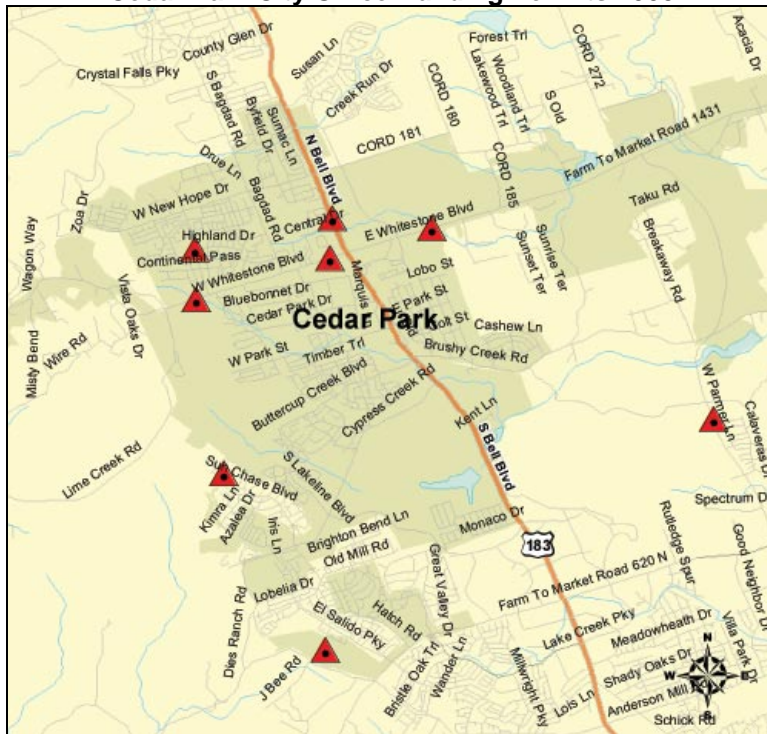 County Glen Dr
Forest Trl
Acacia Dr
Crystal Falls Pky
Susan Ln
Creek Run Dr
CORD 180
Lakewood Trl
Woodland Trl
CORD 272
S Old
S Bagdad Rd
Byfield Dr
Sumac Ln
N Bell Blvd
CORD 181
CORD 185
Farm To Market Road 1431
Drue Ln
Bagdad Rd
Zoa Dr
W New Hope Dr
Taku Rd
Wagon Way
Highland Dr
Central Dr
E Whitestone Blvd
Continental Pass
W Whitestone Blvd
Sunset Ter
Sunrise Ter
Breakaway Rd
Vista Oaks Dr
Bluebonnet Dr
Marquis
Lobo St
Cedar Park Dr
E Park St
Cedar Park
Cashew Ln
Misty Bend
Wire Rd
W Park St
Timber Trl
Brushy Creek Rd
Buttercup Creek Blvd
Cypress Creek Rd
Kent Ln
W Parmer Ln
Calaveras Dr
Lime Creek Rd
S Bell Blvd
Sun Chase Blvd
S Lakeline Blvd
Kimra Ln
Azalea Dr
Iris Ln
Spectrum D
Brighton Bend Ln
Monaco Dr
Old Mill Rd
183
Rutledge Spur
Good Neighbor D
Great Valley Dr
Farm To Market Road 620 N
Lobelia Dr
Dies Ranch Rd
El Salido Pky
Hatch Rd
Lake Creek Pky
Meadowheath Dr
Villa Park Dr
J Bee Rd
Bristle Oak Trl
Wander Ln
Millwright Pky
Shady Oaks Dr
Lois Ln
Anderson Mill
Schick Rd
N
W
S